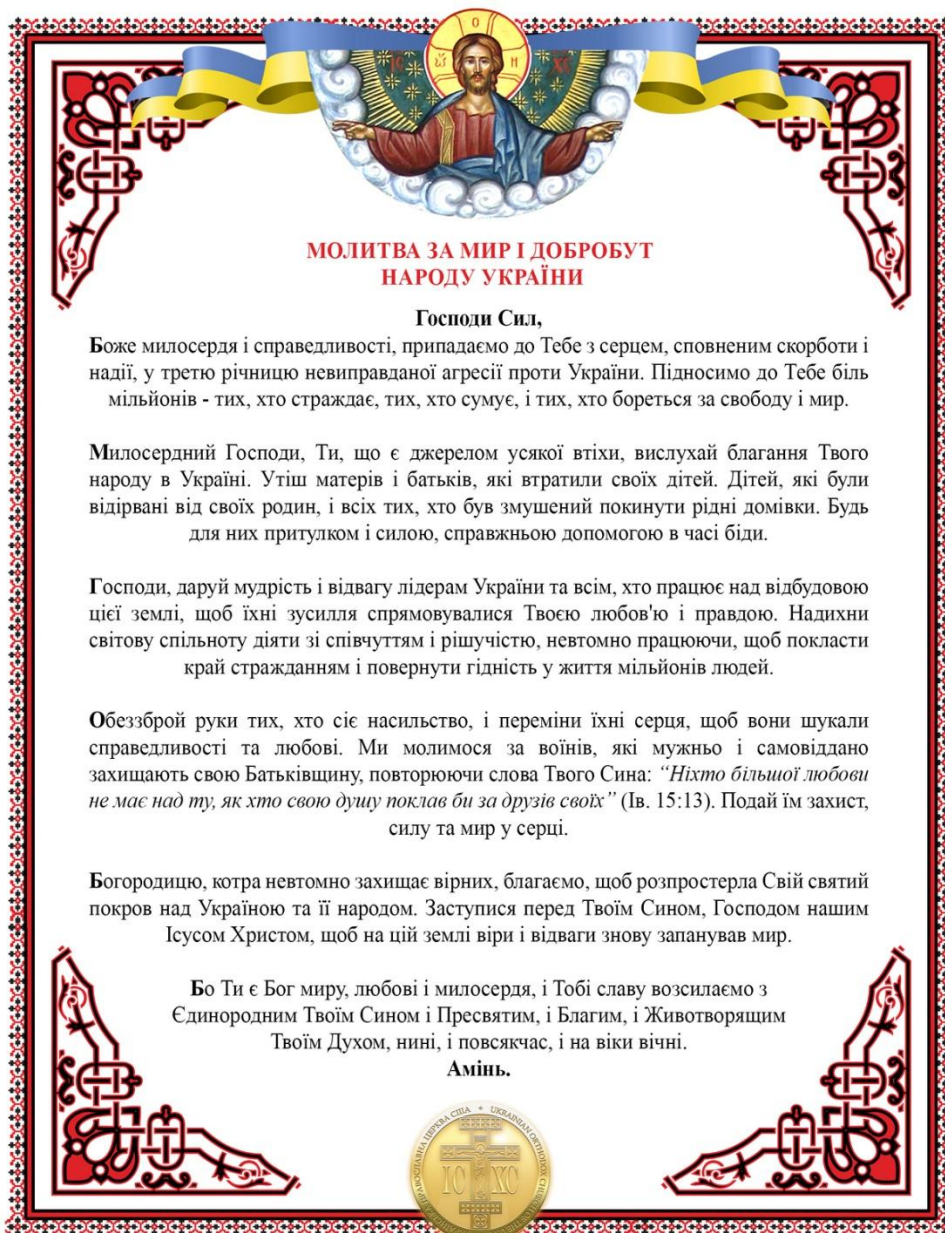 О
Ѡ Н
ІС ХС
МОЛИТВА ЗА МИР І ДОБРОБУТ
НАРОДУ УКРАЇНИ
Господи Сил,
Боже милосердя і справедливості, припадаємо до Тебе з серцем, сповненим скорботи і
надії, у третю річницю невиправданої агресії проти України. Підносимо до Тебе біль
мільйонів - тих, хто страждає, тих, хто сумує, і тих, хто бореться за свободу і мир.
Милосердний Господи, Ти, що є джерелом усякої втіхи, вислухай благання Твого
народу в Україні. Утіш матерів і батьків, які втратили своїх дітей. Дітей, які були
відірвані від своїх родин, і всіх тих, хто був змушений покинути рідні домівки. Будь
для них притулком і силою, справжньою допомогою в часі біди.
Господи, даруй мудрість і відвагу лідерам України та всім, хто працює над відбудовою
цієї землі, щоб їхні зусилля спрямовувалися Твоєю любов'ю і правдою. Надихни
світову спільноту діяти зі співчуттям і рішучістю, невтомно працюючи, щоб покласти
край стражданням і повернути гідність у життя мільйонів людей.
Обеззброй руки тих, хто сіє насильство, і переміни їхні серця, щоб вони шукали
справедливості та любові. Ми молимося за воїнів, які мужньо і самовіддано
захищають свою Батьківщину, повторюючи слова Твого Сина: “Ніхто більшої любови
не має над ту, як хто свою душу поклав би за друзів своїх” (Ів. 15:13). Подай їм захист,
силу та мир у серці.
Богородицю, котра невтомно захищає вірних, благаємо, щоб розпростерла Свій святий
покров над Україною та її народом. Заступися перед Твоїм Сином, Господом нашим
Ісусом Христом, щоб на цій землі віри і відваги знову запанував мир.
Бо Ти є Бог миру, любові і милосердя, і Тобі славу возсилаємо з
Єдинородним Твоїм Сином і Пресвятим, і Благим, і Животворящим
Твоїм Духом, нині, і повсякчас, і на віки вічні.
Амінь.
ПРАВОСЛАВНА ЦЕРКВА США + UKRAINIAN ORTHODOX CHURCH
IC XC